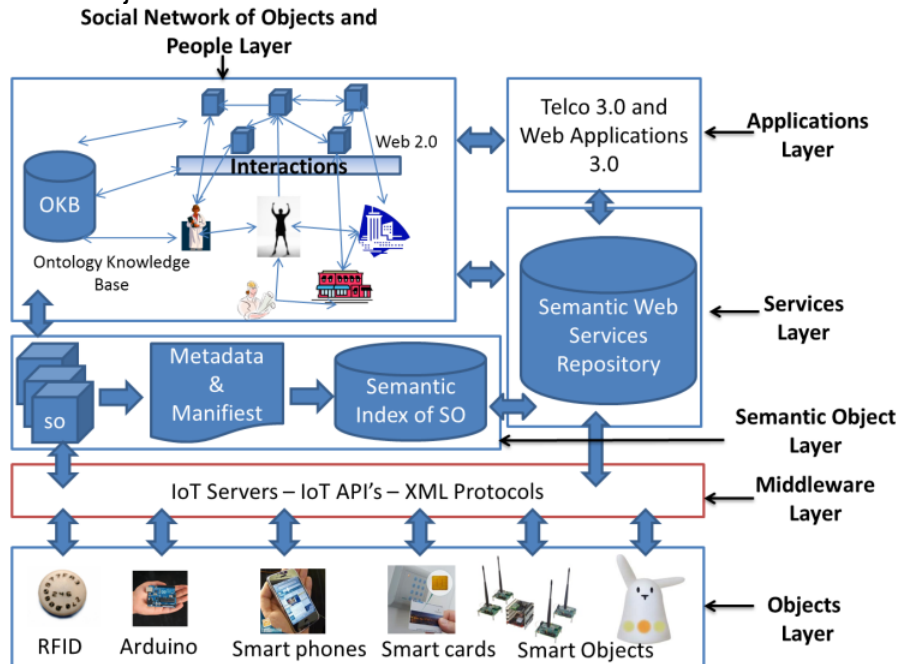 Social Network of Objects and
People Layer
Web 2.0
Interactions
OKB
Ontology Knowledge
Base
Telco 3.0 and
Web Applications
3.0
Applications
Layer
Semantic Web
Services
Repository
Services
Layer
SO
Metadata
&
Manifiest
Semantic
Index of SO
Semantic Object
Layer
IoT Servers – IoT API's – XML Protocols
Middleware
Layer
RFID
Arduino
Smart phones
Smart cards
Smart Objects
Objects
Layer